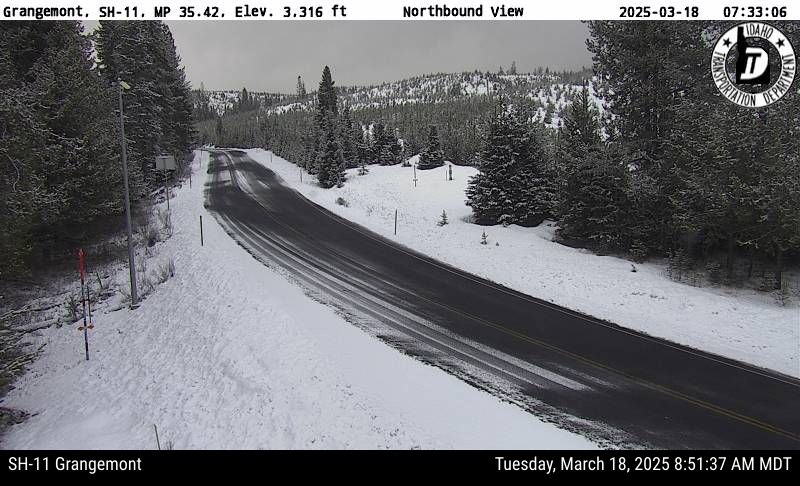 Grangemont, SH-11, MP 35.42, Elev. 3,316 ft Northbound View 2025-03-18 07:33:06
IDAHO
TRANSPORTATION DEPARTMENT
SH-11 Grangemont Tuesday, March 18, 2025 8:51:37 AM MDT